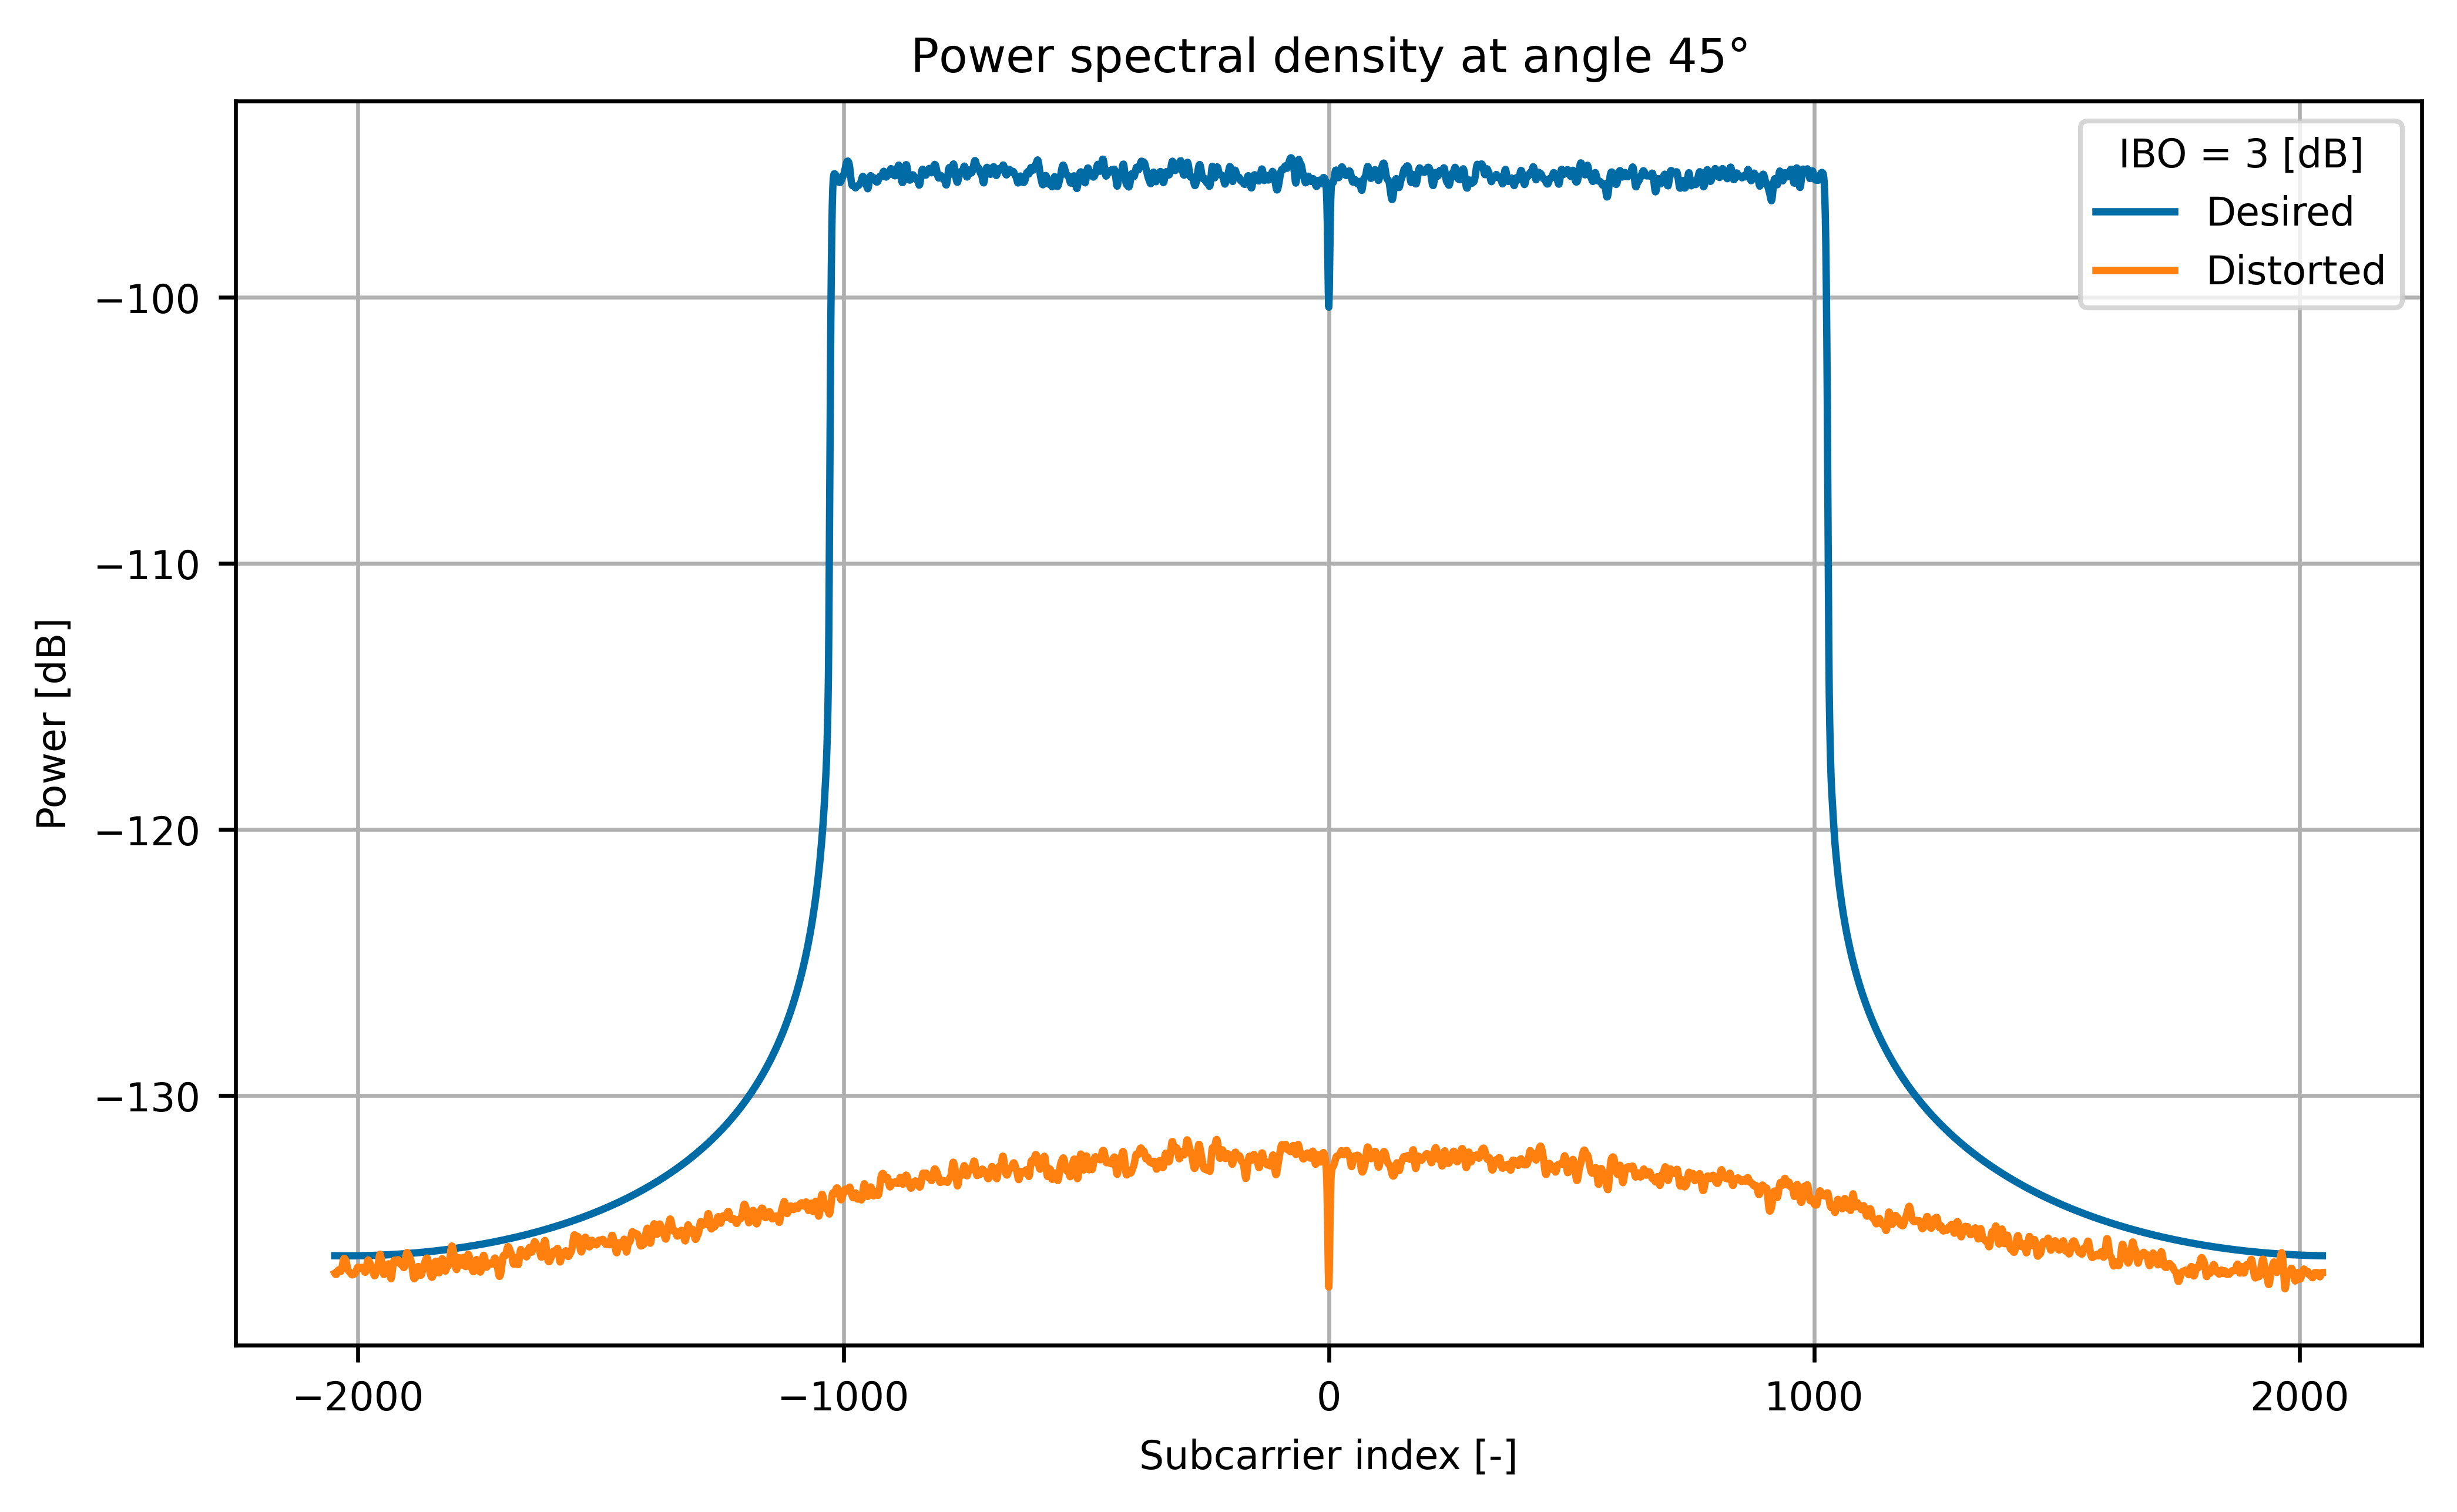 Power spectral density at angle 45°
IBO = 3 [dB]
Desired
Distorted
Power [dB]
−100
−110
−120
−130
−2000
−1000
0
1000
2000
Subcarrier index [-]